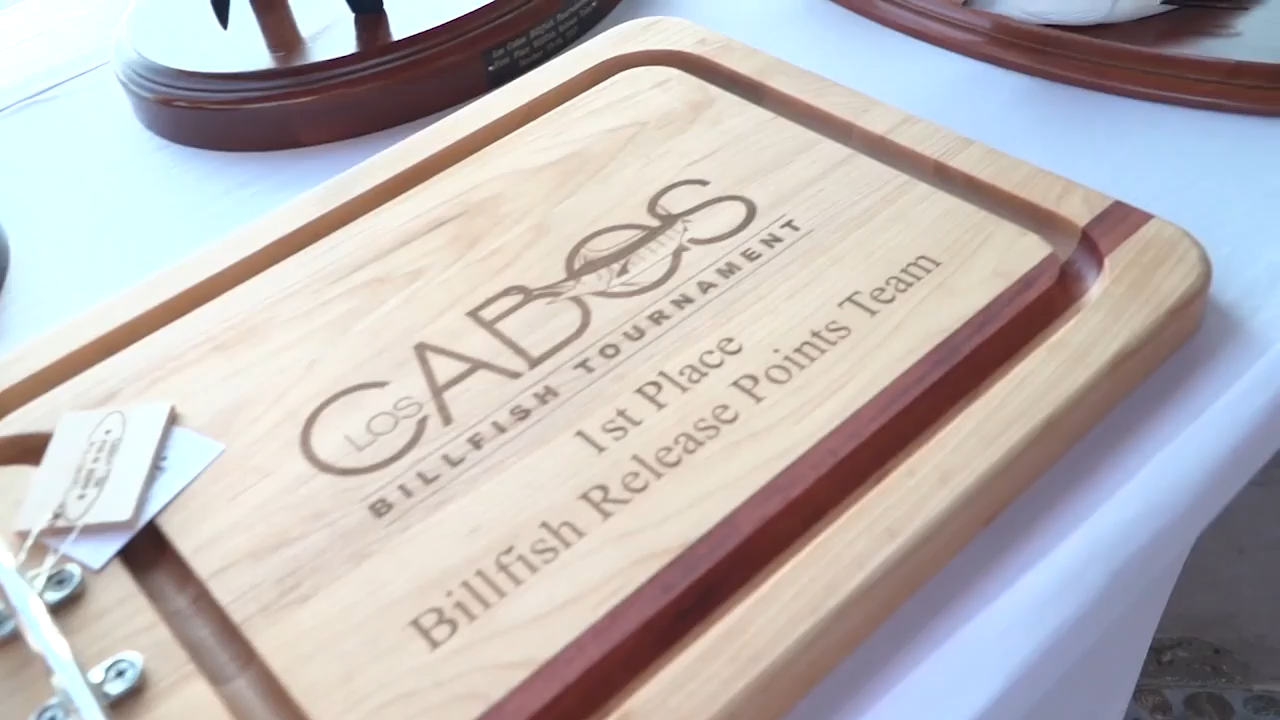 LOS CABOS
BILLFISH TOURNAMENT
1st Place
Billfish Release Points Team